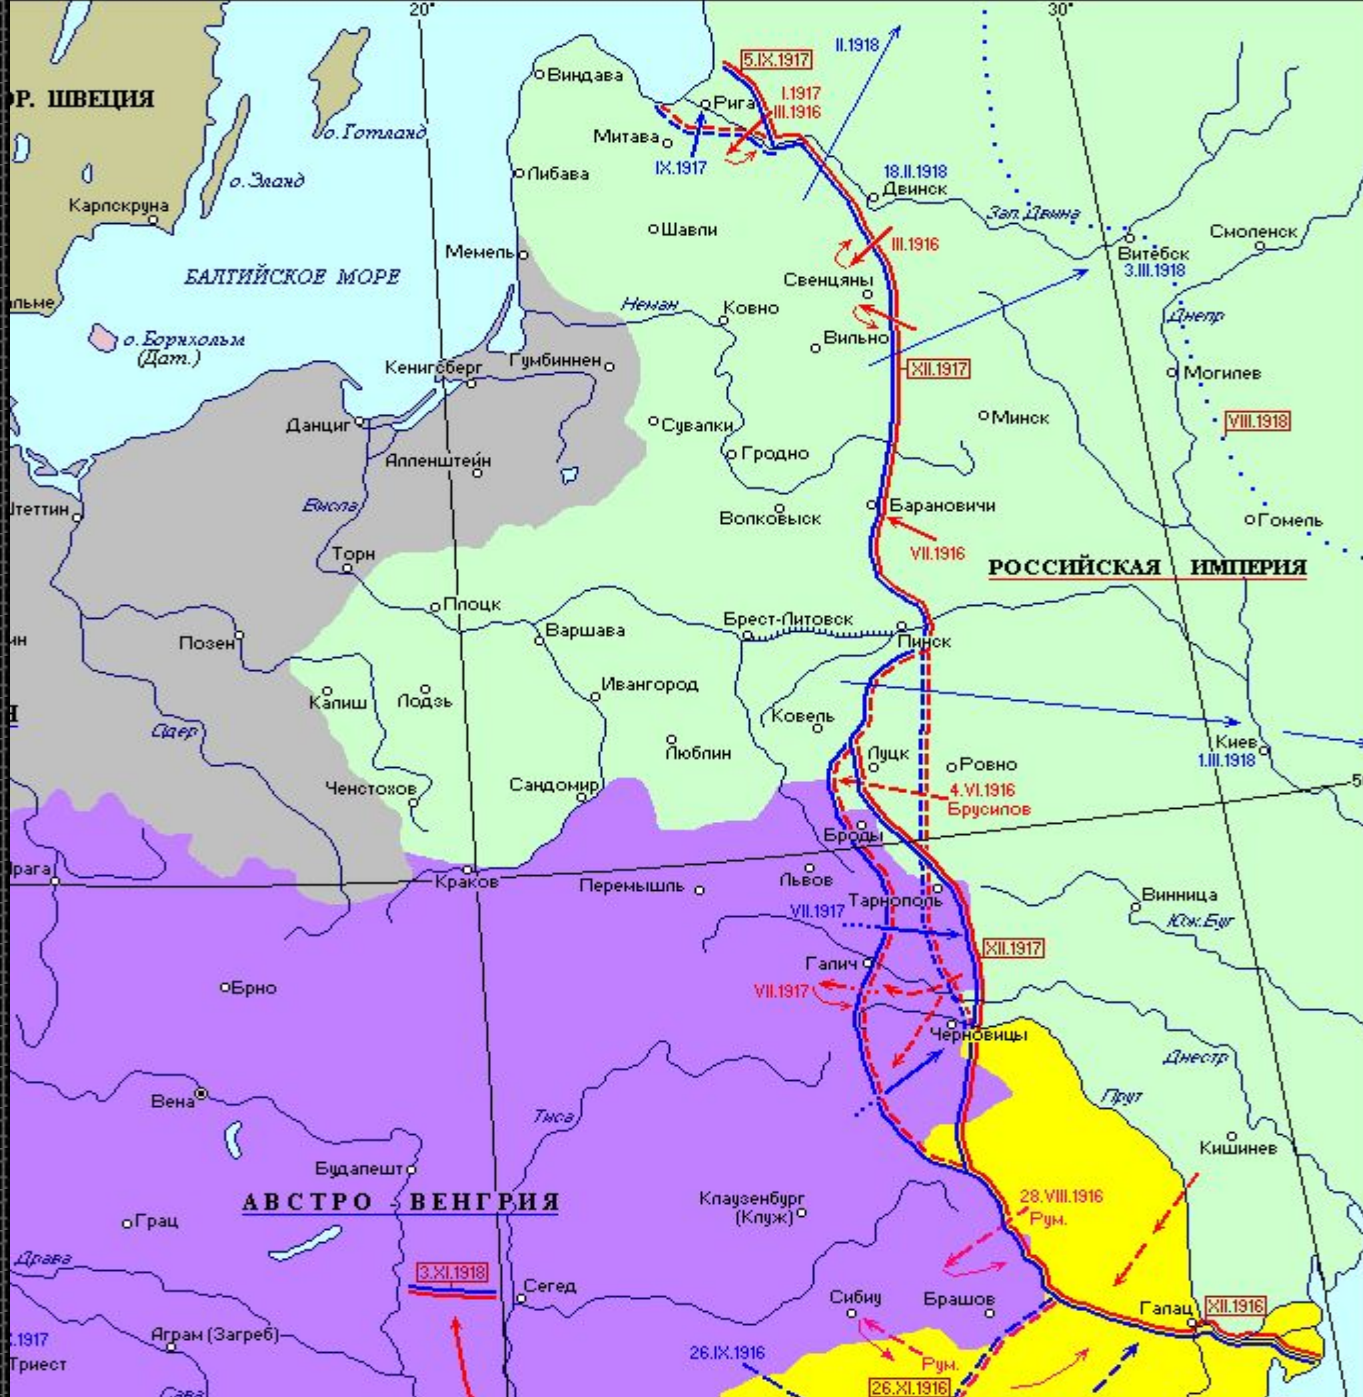 20°
30°
II.1918
5.IX.1917
Виндава
I.1917
III.1916
ОР. ШВЕЦИЯ
Рига
о.Готланд
Митава
IX.1917
18.II.1918
Двинск
о.Эланд
Либава
Карлскруна
Зап.Двина
Шавли
III.1916
Смоленск
Мемель
Витебск
3.III.1918
БАЛТИЙСКОЕ МОРЕ
Свенцяны
альме
Неман
Ковно
Днепр
о.Борнхольм
(Дат.)
Вильно
Кенигсберг
Гумбиннен
XII.1917
Могилев
Данциг
Сувалки
Минск
VIII.1918
Гродно
Алленштейн
Висла
Штеттин
Волковыск
Барановичи
Гомель
Торн
VII.1916
РОССИЙСКАЯ ИМПЕРИЯ
Плоцк
Варшава
Брест-Литовск
ин
Позен
Пинск
Калиш
Лодзь
Ивангород
Ковель
Одер
Люблин
Луцк
Ровно
Киев
1.III.1918
Ченстохов
Сандомир
4.VI.1916
Брусилов
5
Броды
Прага
Краков
Перемышль
Львов
Тарнополь
Винница
VII.1917
Юж.Буг
Галич
XII.1917
Брно
VII.1917
Черновицы
Днестр
Вена
Тиса
Прут
Кишинев
Будапешт
АВСТРО - ВЕНГРИЯ
Клаузенбург
(Клуж)
28.VIII.1916
Рум.
Грац
Драва
3.XI.1918
Сегед
Сибиу
Брашов
Галац
XII.1916
.1917
Аграм (Загреб)
Триест
26.IX.1916
Рум.
Сава
26.XI.1916